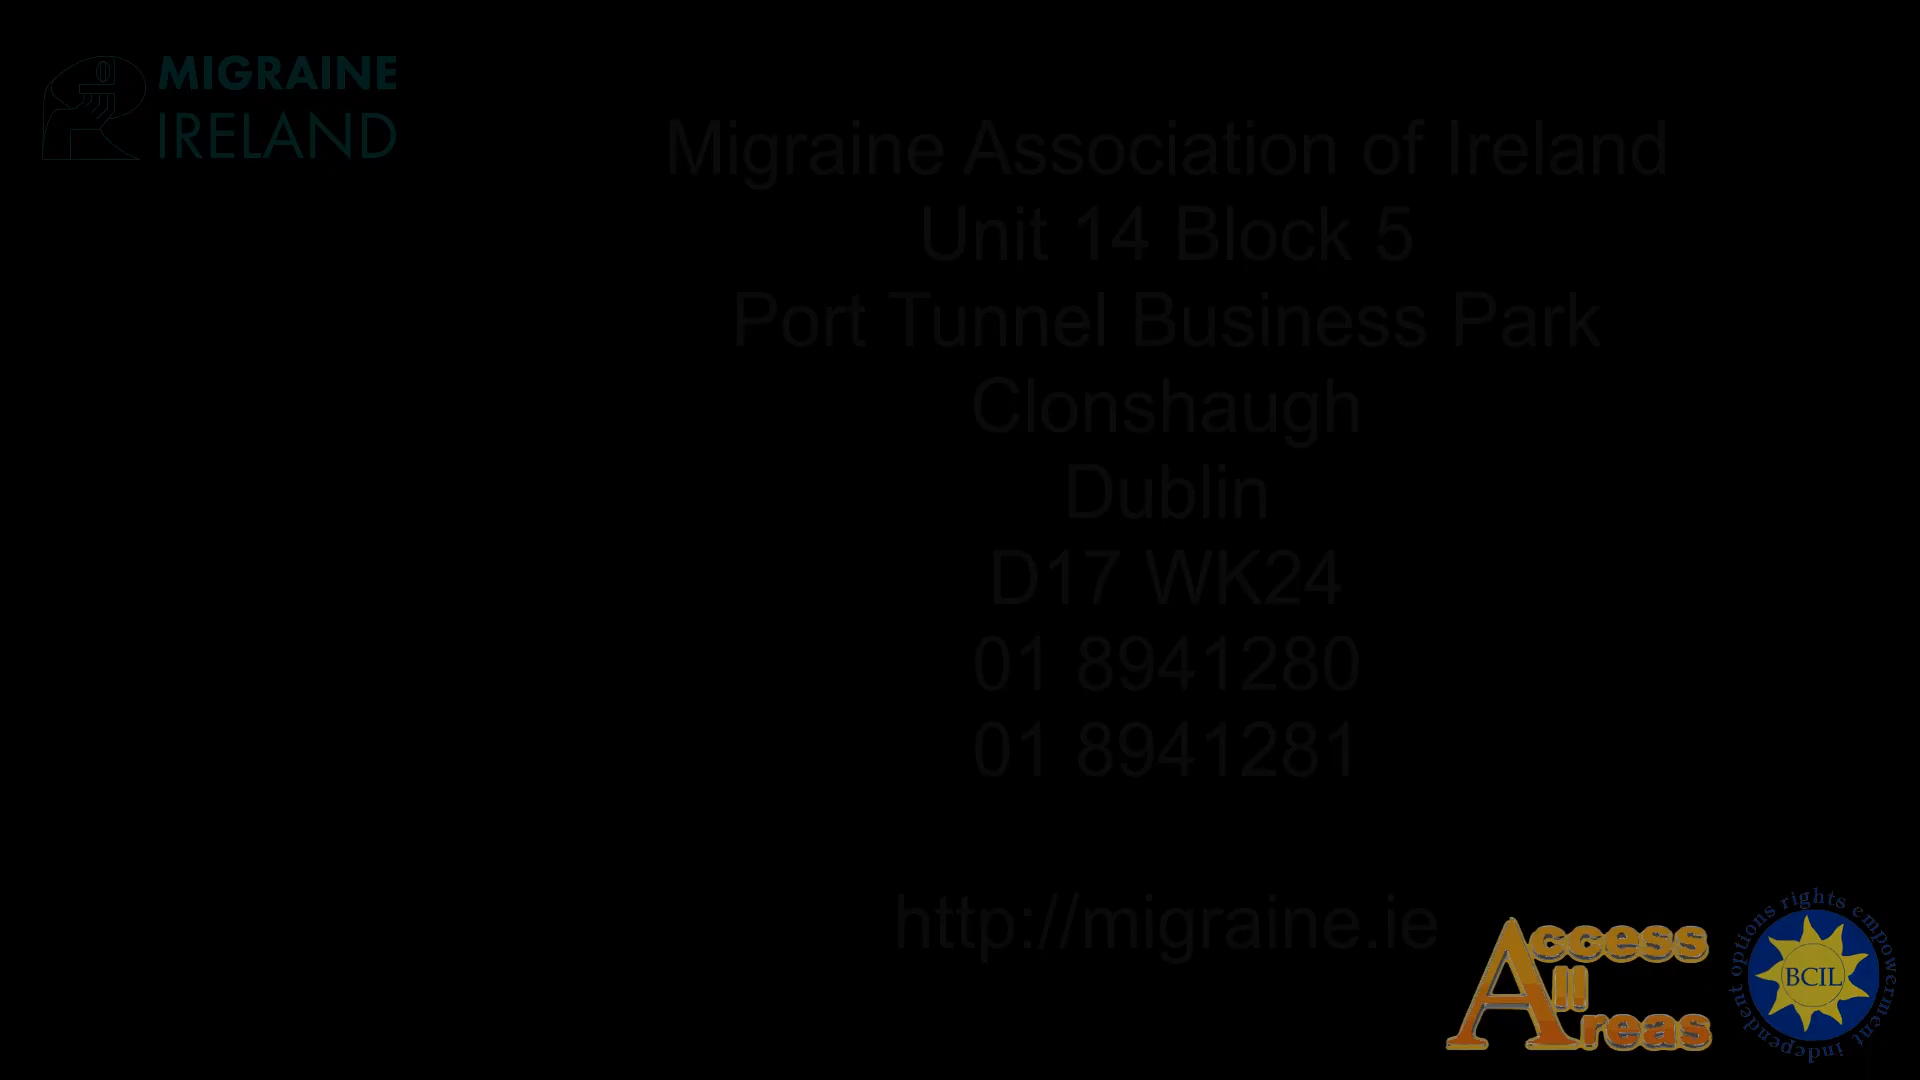 MIGRAINE
IRELAND
Migraine Association of Ireland
Unit 14 Block 5
Port Tunnel Business Park
Clonshaugh
Dublin
D17 WK24
01 8941280
01 8941281
http://migraine.ie
Access
All
Areas
options rights empowerment independent
BCIL